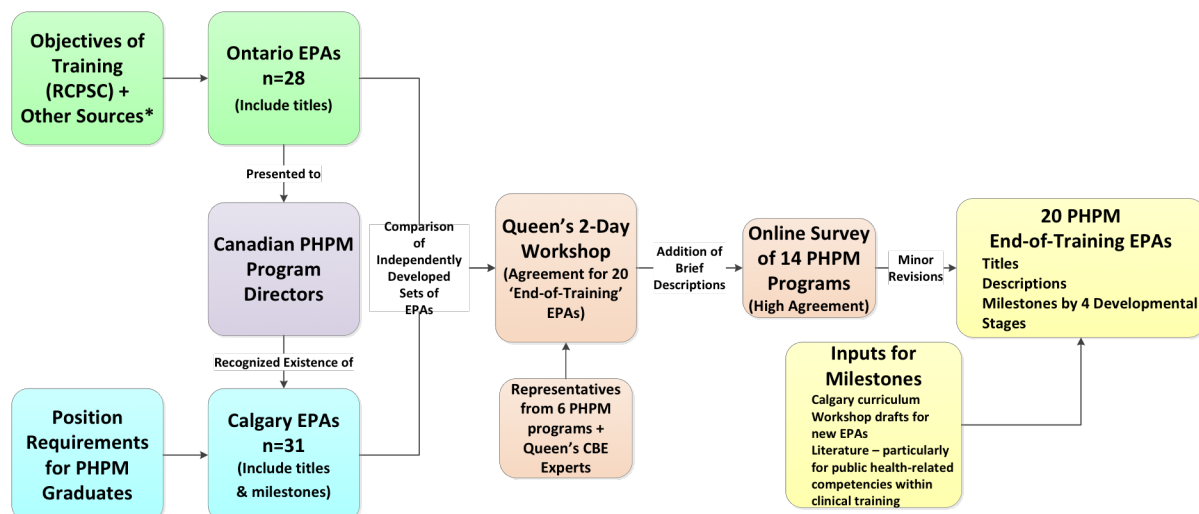 Objectives of
Training
(RCPSC) +
Other Sources*
Ontario EPAs
n=28
(Include titles)
Presented to
Canadian PHPM
Program
Directors
Recognized Existence of
Position
Requirements
for PHPM
Graduates
Calgary EPAs
n=31
(Include titles
& milestones)
Comparison
of
Independently
Developed
Sets of
EPAs
Queen's 2-Day
Workshop
(Agreement for 20
'End-of-Training'
EPAs)
Representatives
from 6 PHPM
programs +
Queen's CBE
Experts
Addition of
Brief
Descriptions
Online Survey
of 14 PHPM
Programs
(High Agreement)
Minor
Revisions
20 PHPM
End-of-Training EPAs
Titles
Descriptions
Milestones by 4 Developmental
Stages
Inputs for
Milestones
Calgary curriculum
Workshop drafts for
new EPAs
Literature – particularly
for public health-related
competencies within
clinical training